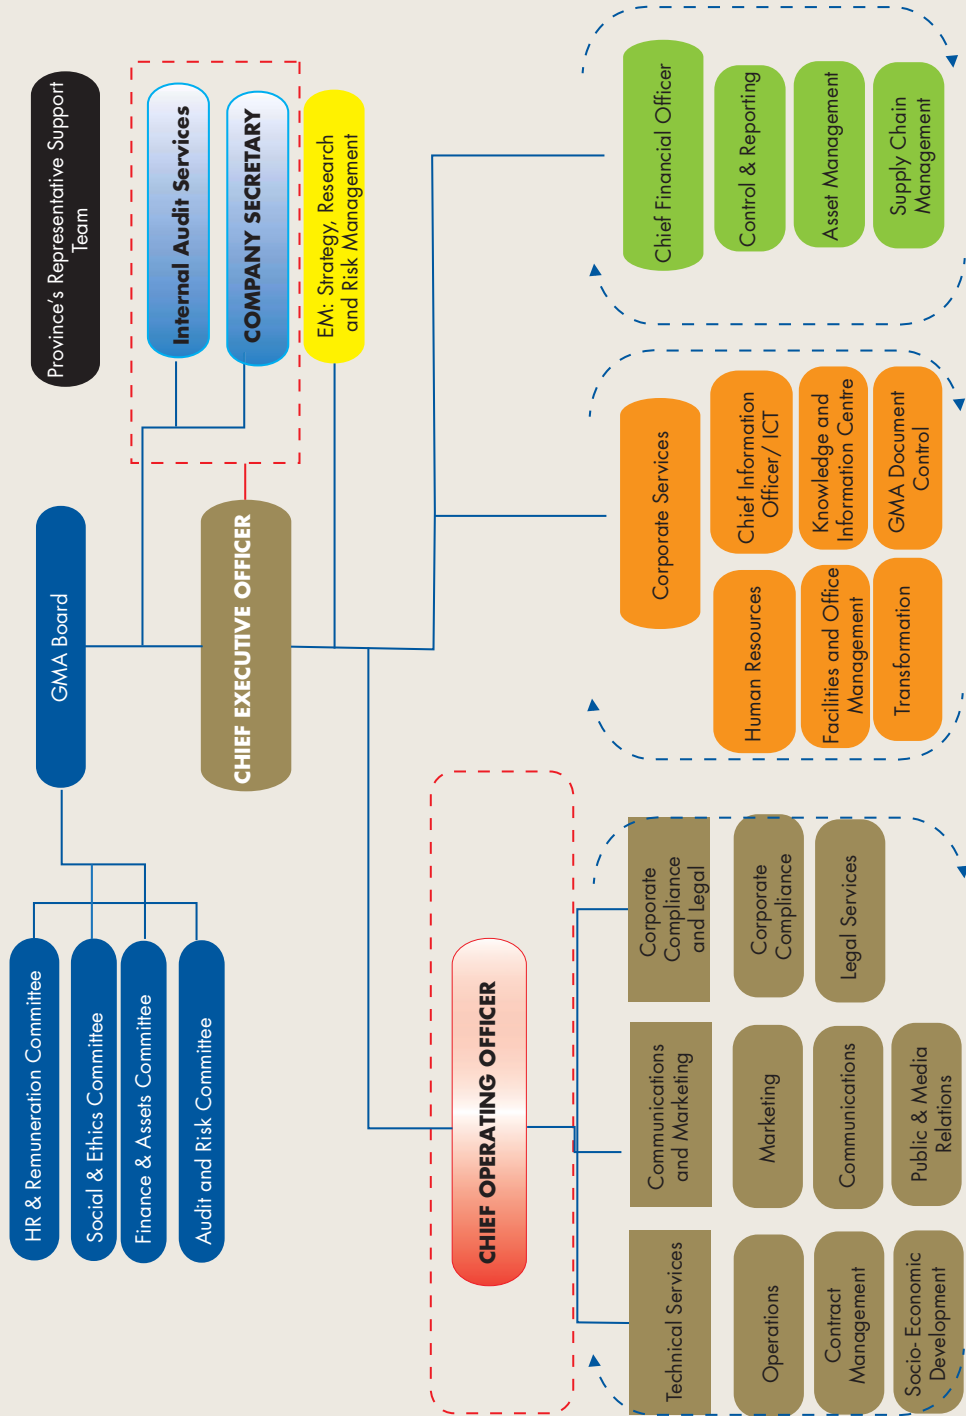 HR & Remuneration Committee
Social & Ethics Committee
Finance & Assets Committee
Audit and Risk Committee
GMA Board
Province's Representative Support
Team
Internal Audit Services
COMPANY SECRETARY
CHIEF EXECUTIVE OFFICER
EM: Strategy, Research
and Risk Management
CHIEF OPERATING OFFICER
Technical Services
Operations
Contract
Management
Socio- Economic
Development
Communications
and Marketing
Marketing
Communications
Public & Media
Relations
Corporate
Compliance
and Legal
Corporate
Compliance
Legal Services
Corporate Services
Human Resources
Facilities and Office
Management
Transformation
Chief Information
Officer/ ICT
Knowledge and
Information Centre
GMA Document
Control
Chief Financial Officer
Control & Reporting
Asset Management
Supply Chain
Management